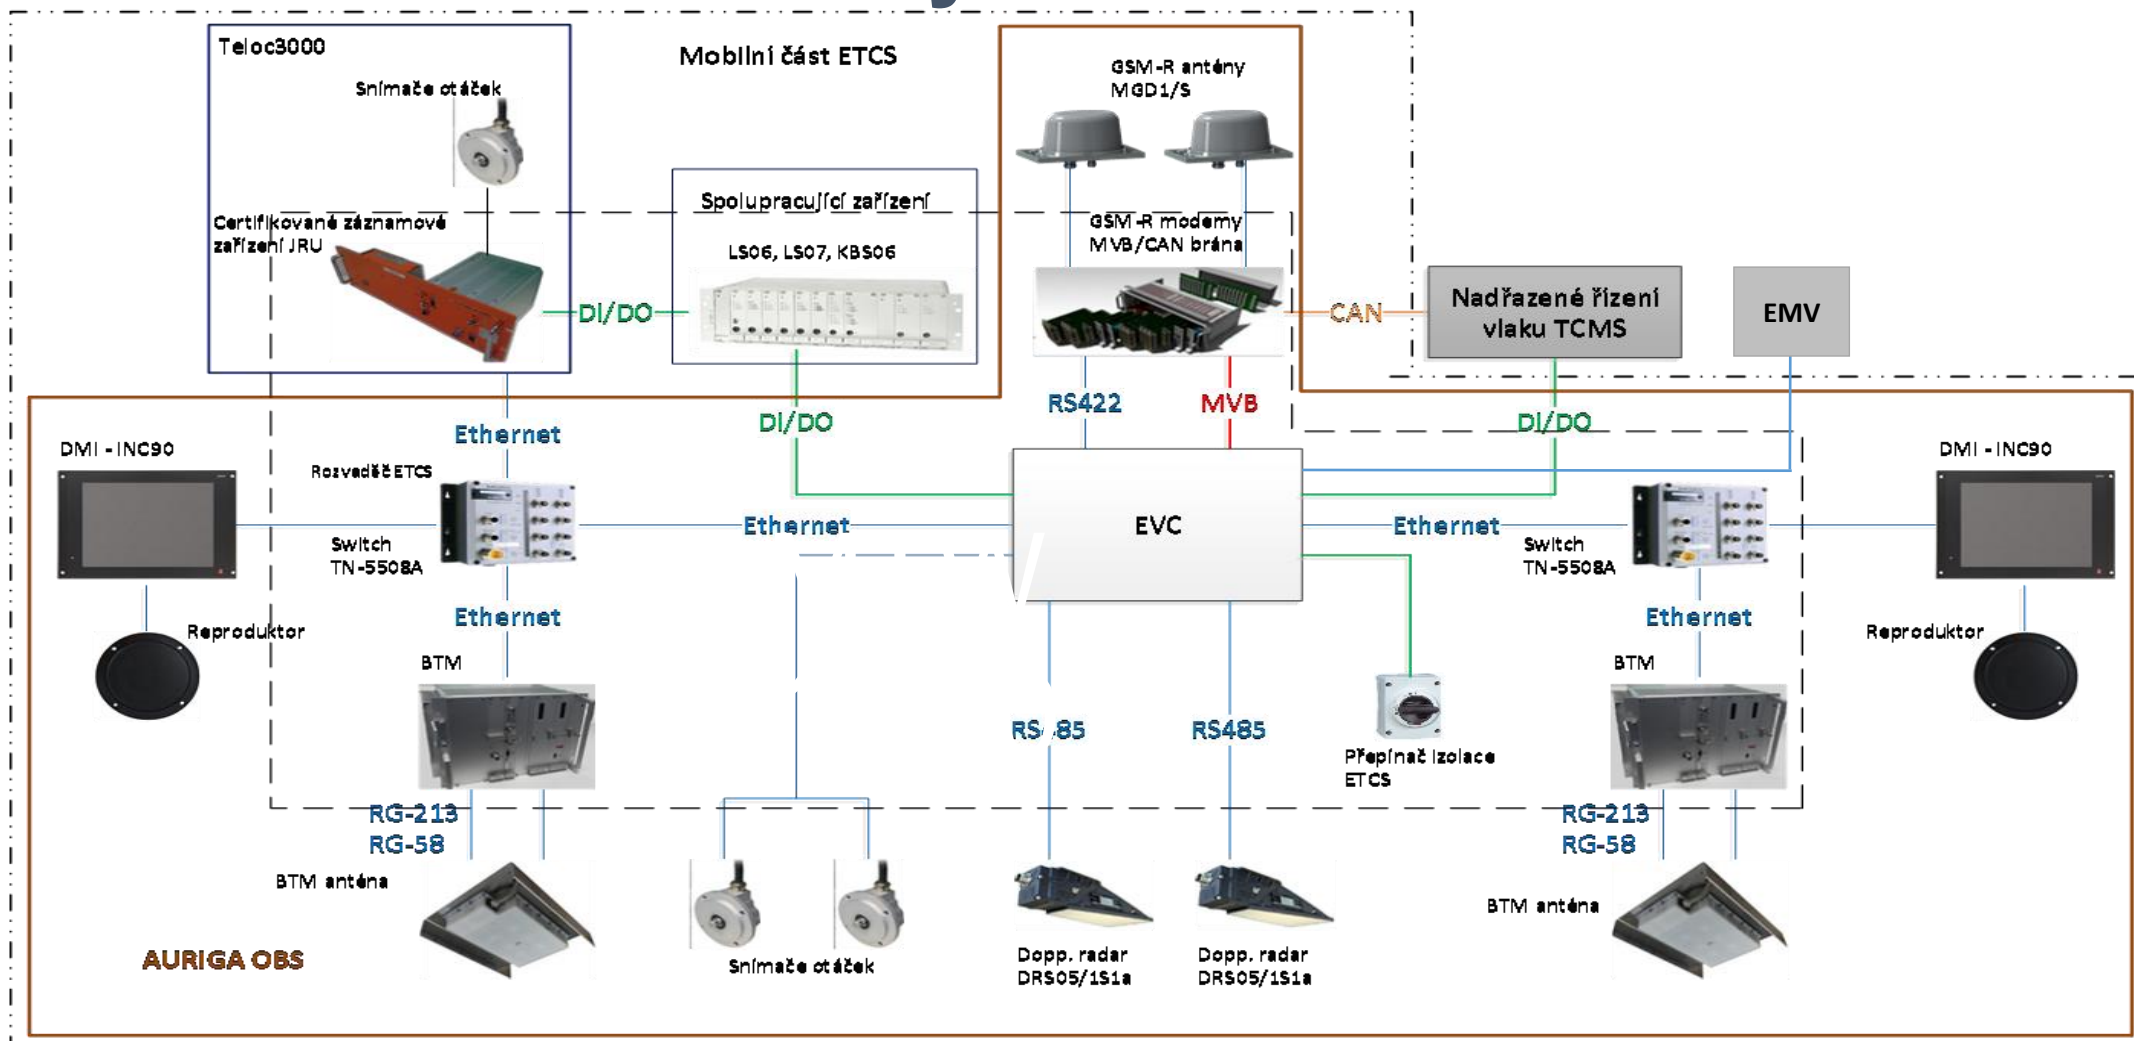 Teloc3000
Mobilní část ETCS
Snímače otáček
GSM-R antény
MGD1/S
Spolupracující zařízení
Certifikované záznamové
zařízení JRU
LS06, LS07, KBS06
GSM-R modemy
MVB/CAN brána
DI/DO
CAN
Nadřazené řízení
vlaku TCMS
EMV
RS422
MVB
DI/DO
DI/DO
Ethernet
DMI - INC90
Rozvaděč ETCS
DMI - INC90
Ethernet
EVC
Ethernet
Switch
TN-5508A
Switch
TN-5508A
Ethernet
Ethernet
Reproduktor
Reproduktor
BTM
BTM
RS485
RS485
Přepínač izolace
ETCS
RG-213
RG-58
RG-213
RG-58
BTM anténa
BTM anténa
Snímače otáček
Dopp. radar
DRS05/1S1a
Dopp. radar
DRS05/1S1a
AURIGA OBS